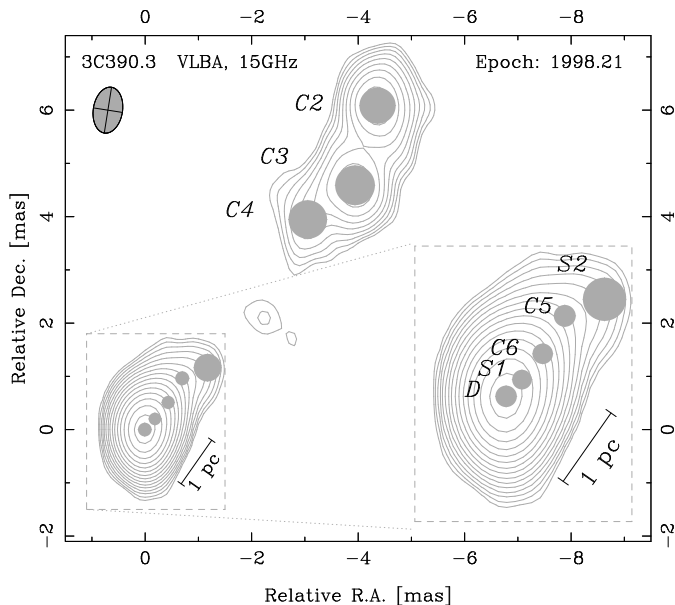 0 −2 −4 −6 −8
3C390.3 VLBA, 15GHz Epoch: 1998.21
C2
6 6
C3
C4
4 4
S2
C5
2 2
C6
S1
D
1 pc
1 pc
0 0
−2 −2
0 −2 −4 −6 −8
Relative Dec. [mas]
Relative R.A. [mas]